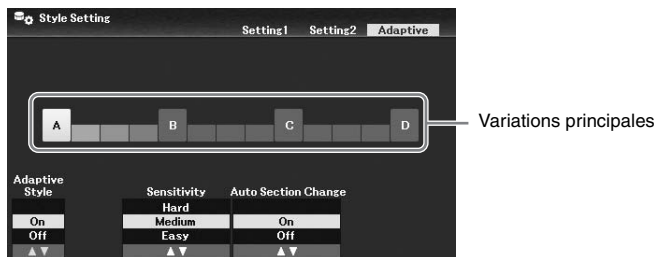 Style Setting
Setting1 Setting2 Adaptive
A B C D
Variations principales
Adaptive
Style Sensitivity Auto Section Change
Hard
On Medium On
Off Easy Off